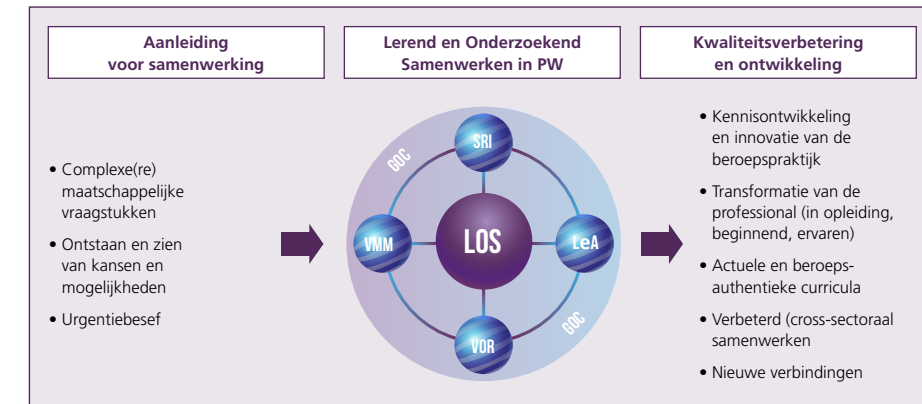 Aanleiding
voor samenwerking
• Complexe(re)
maatschappelijke
vraagstukken
• Ontstaan en zien
van kansen en
mogelijkheden
• Urgentiebesef
Lerend en Onderzoekend
Samenwerken in PW
GOC
SRI
VMM
LOS
LeA
VOR
GOC
Kwaliteitsverbetering
en ontwikkeling
• Kennisontwikkeling
en innovatie van de
beroepspraktijk
• Transformatie van de
professional (in opleiding,
beginnend, ervaren)
• Actuele en beroeps-
authentieke curricula
• Verbeterd (cross-sectoraal
samenwerken
• Nieuwe verbindingen